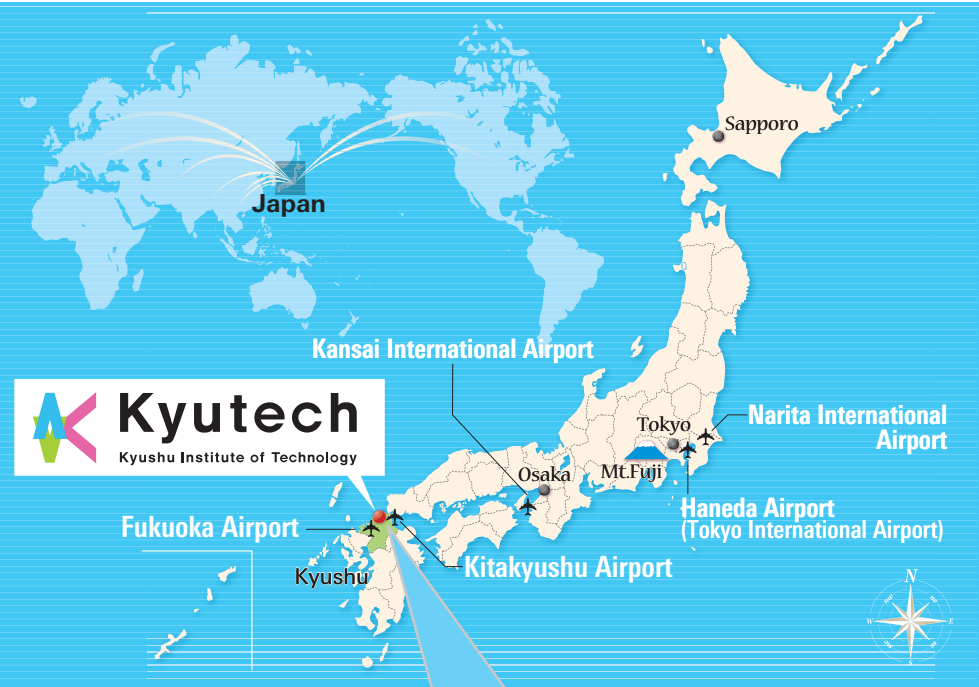 Sapporo
Japan
Kansai International Airport
Kyutech
Kyushu Institute of Technology
Narita International
Airport
Tokyo
Mt.Fuji
Osaka
Haneda Airport
(Tokyo International Airport)
Fukuoka Airport
Kitakyushu Airport
Kyushu
N
W
E
S